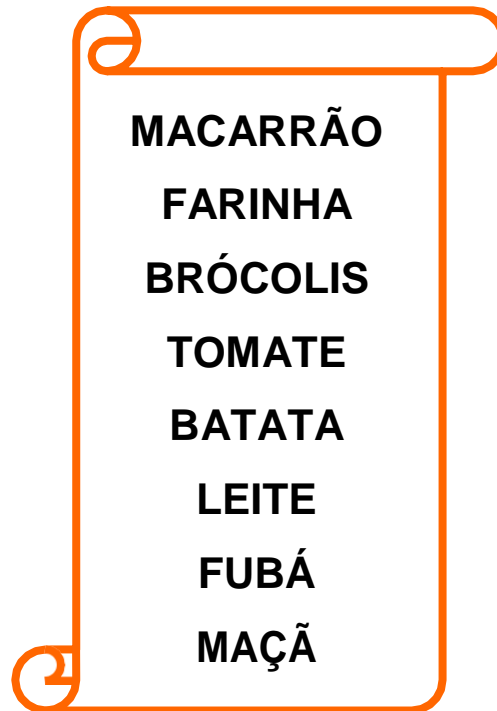 MACARRÃO
FARINHA
BRÓCOLIS
TOMATE
BATATA
LEITE
FUBÁ
MAÇÃ